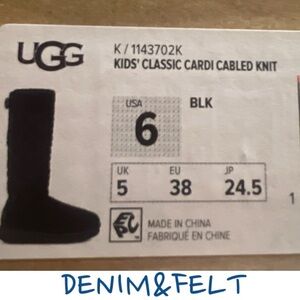 UGG
K / 1143702K
KIDS' CLASSIC CARDI CABLED KNIT
USA
6
BLK
UK
5
EU
38
JP
24.5
1
MADE IN CHINA
FABRIQUÉ EN CHINE
DENIM&FELT